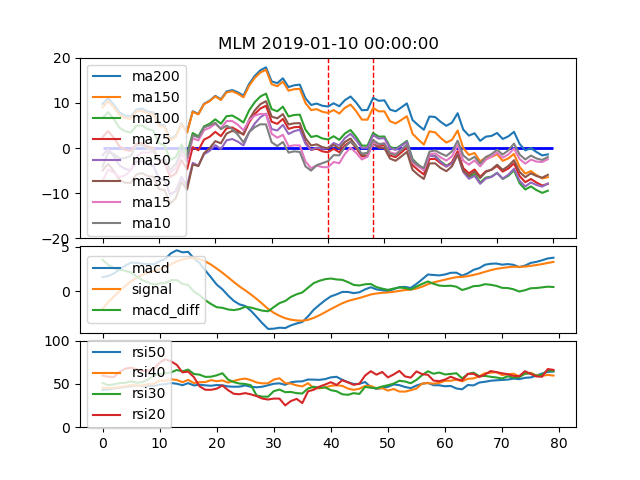 MLM 2019-01-10 00:00:00
20
10
0
−10
−20
ma200
ma150
ma100
ma75
ma50
ma35
ma15
ma10
5
0
macd
signal
macd_diff
100
50
0
rsi50
rsi40
rsi30
rsi20
0 10 20 30 40 50 60 70 80